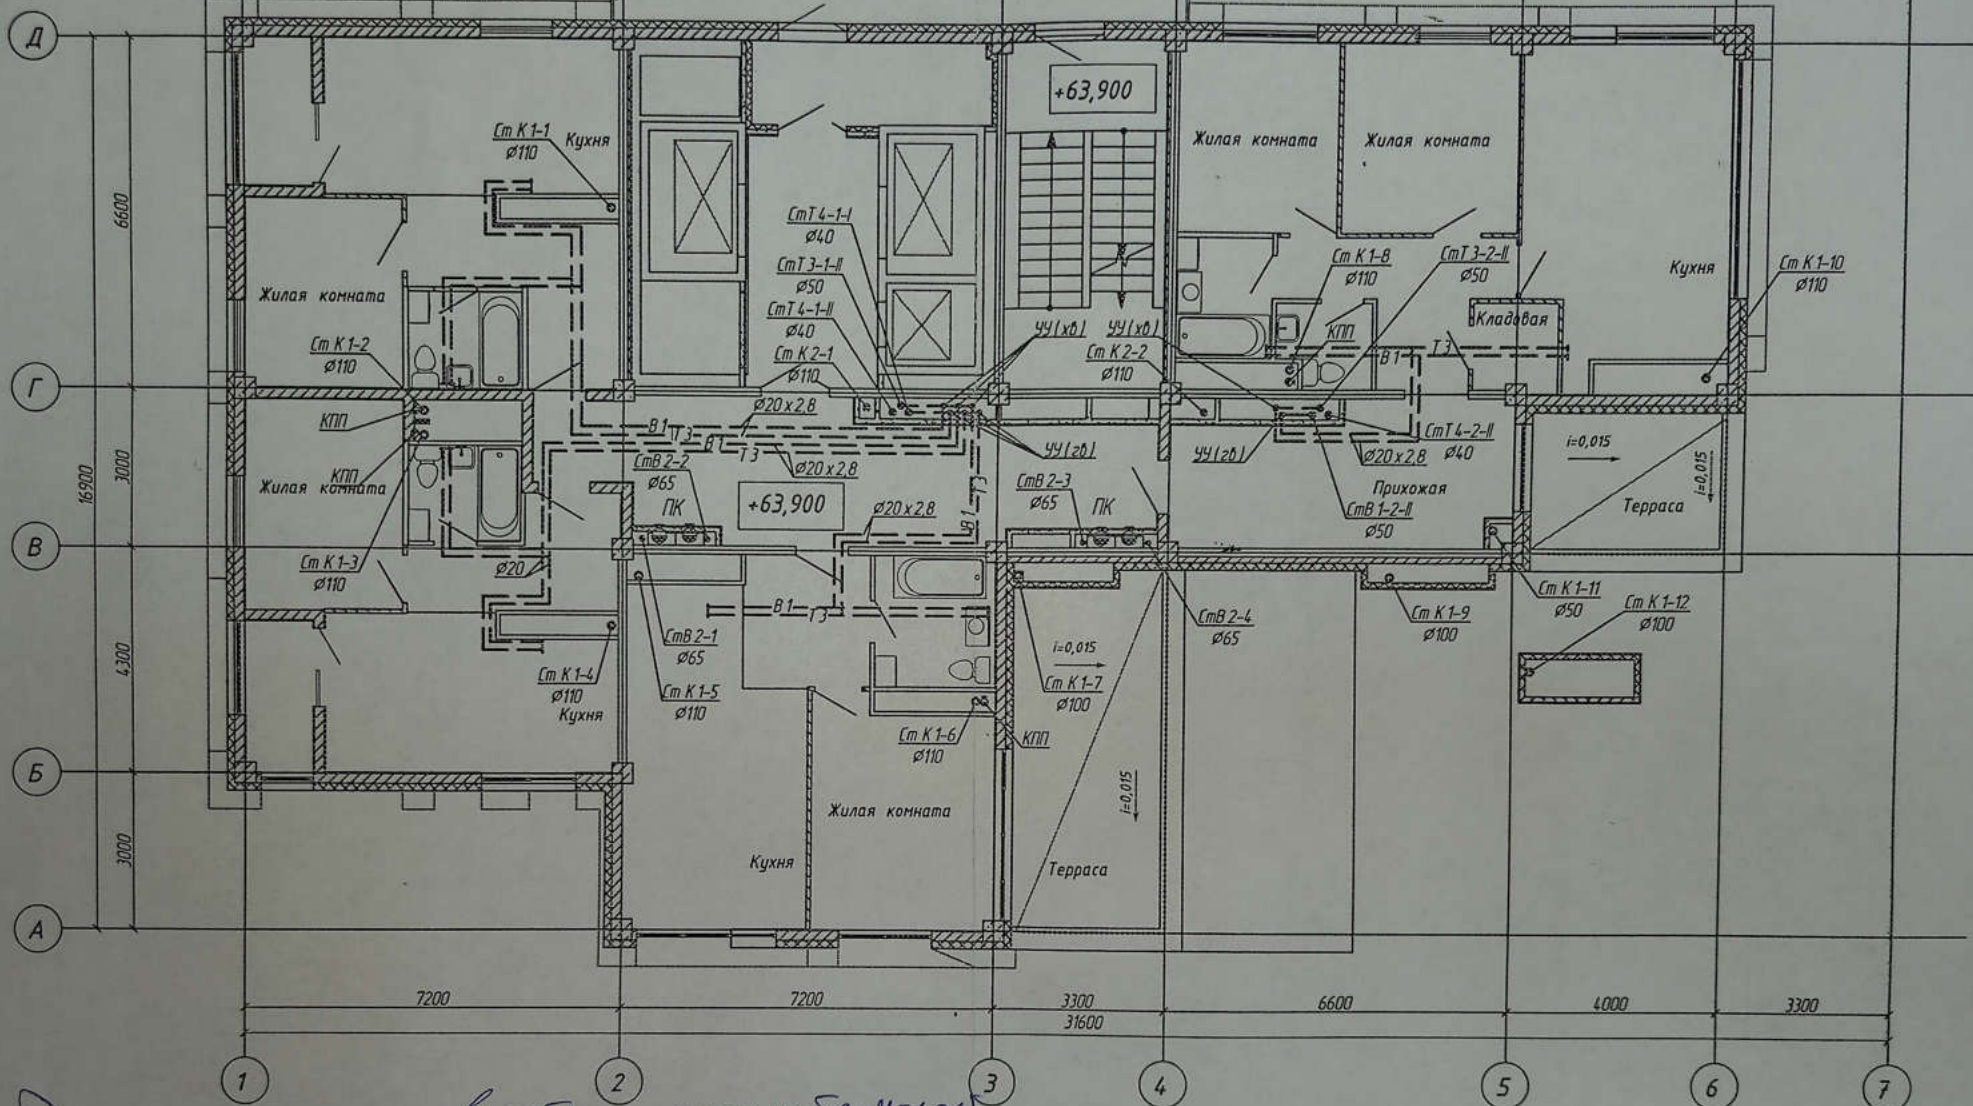 Д
+63,900
Ст К 1-1
Ø110
Кухня
Жилая комната
Жилая комната
6600
СтТ 4-1-I
Ø40
СтТ 3-1-II
Ø50
СтТ 4-1-II
Ø40
Ст К 2-1
Ø110
Ст К 1-8
Ø110
СтТ 3-2-II
Ø50
Кухня
Ст К 1-10
Ø110
Жилая комната
Ст К 1-2
Ø110
УУ(хв)
УУ(хв)
Ст К 2-2
Ø110
КПП
Кладовая
В1
Т3
Г
КПП
Ø20х2,8
В1
Т3
В1
Т3
Ø20х2,8
УУ(гв)
УУ(гв)
СтТ 4-2-II
Ø40
Ø20х2,8
i=0,015
i=0,015
Терраса
16900
3000
КПП
Жилая комната
СтВ 2-2
Ø65
ПК
+63,900
Ø20х2,8
Т3
В1
СтВ 2-3
Ø65
ПК
Прихожая
СтВ 1-2-II
Ø50
В
Ст К 1-3
Ø110
Ø20
В1
Т3
СтВ 2-1
Ø65
СтВ 2-4
Ø65
Ст К 1-9
Ø100
Ст К 1-11
Ø50
Ст К 1-12
Ø100
4300
Ст К 1-4
Ø110
Кухня
Ст К 1-5
Ø110
i=0,015
Ст К 1-7
Ø100
Ст К 1-6
Ø110
КПП
Б
Жилая комната
i=0,015
3000
Кухня
Терраса
А
7200
7200
3300
6600
4000
3300
31600
1
2
3
4
5
6
7